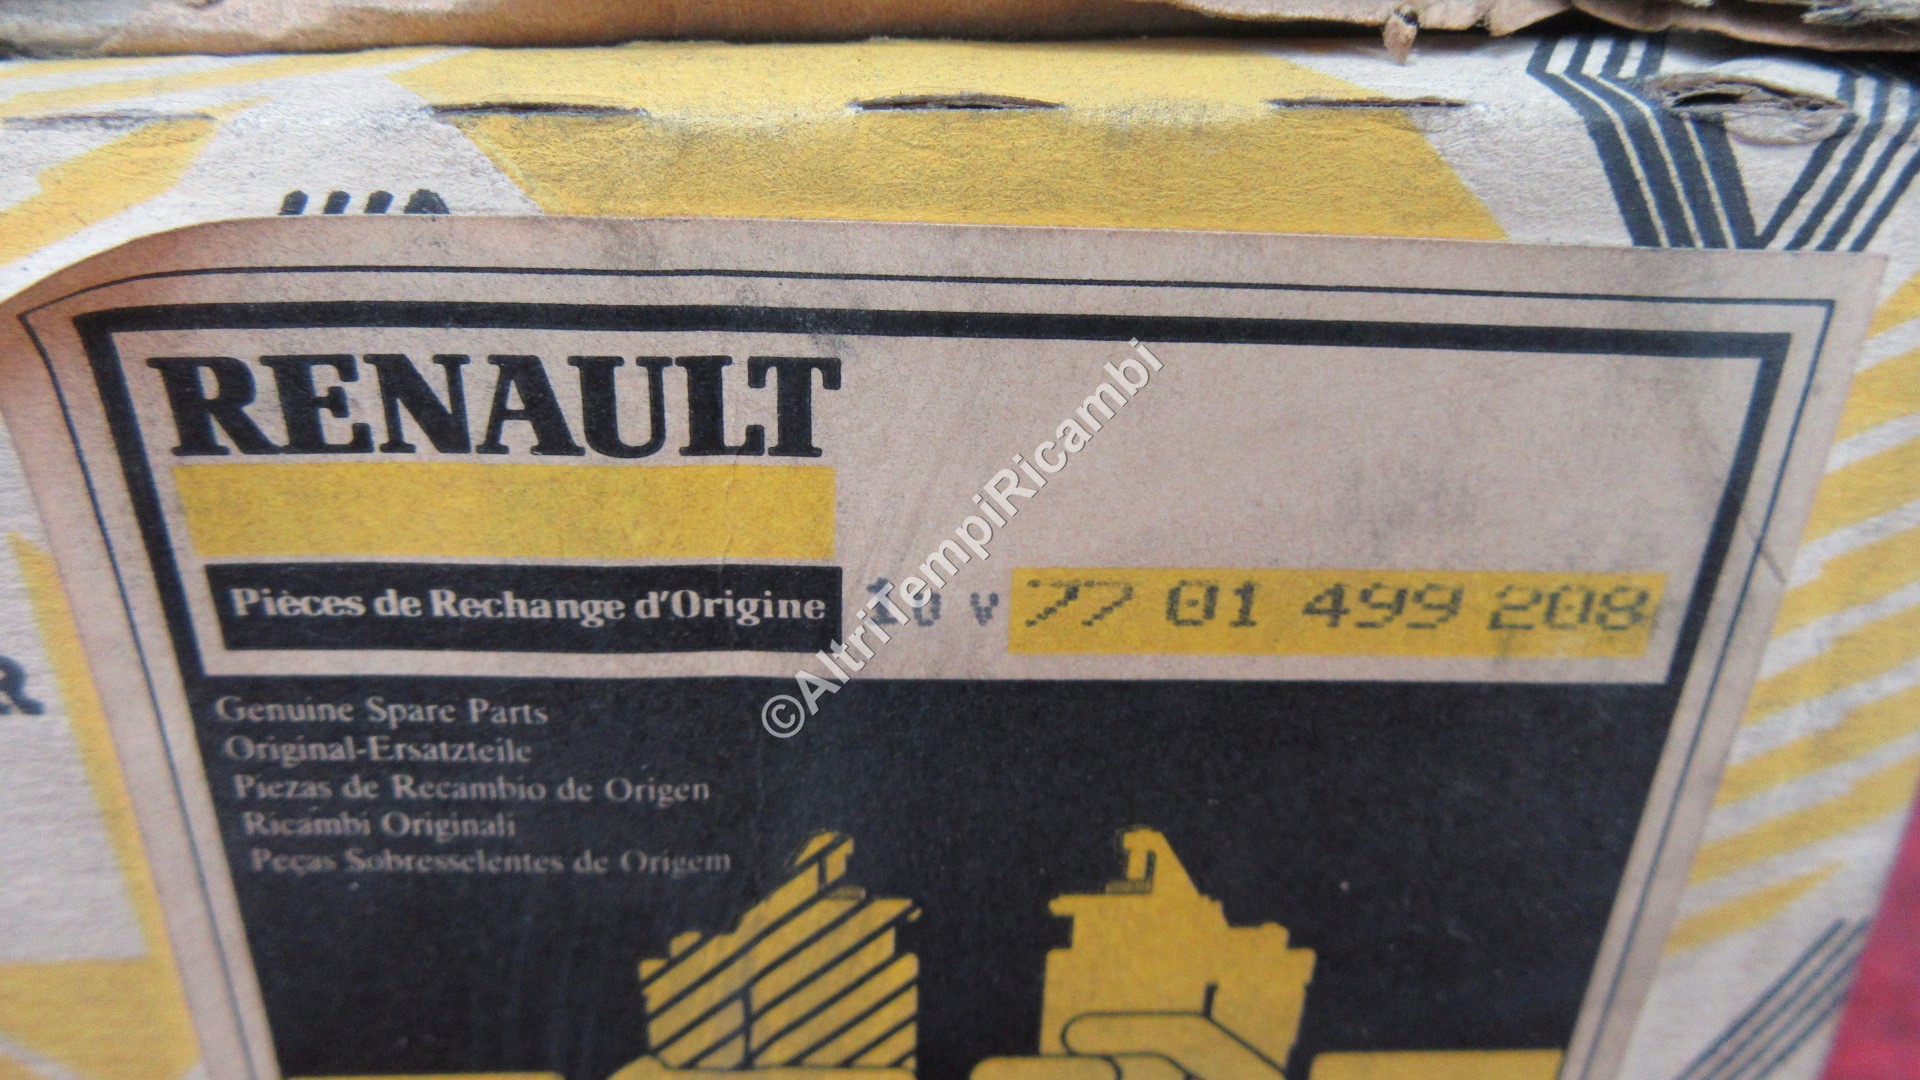 RENAULT
Pièces de Rechange d'Origine
v 77 01 499 208
Genuine Spare Parts
Original-Ersatzteile
Piezas de Recambio de Origen
Ricambi Originali
Peças Sobresselentes de Origem
©AltriTempiRicambi
R